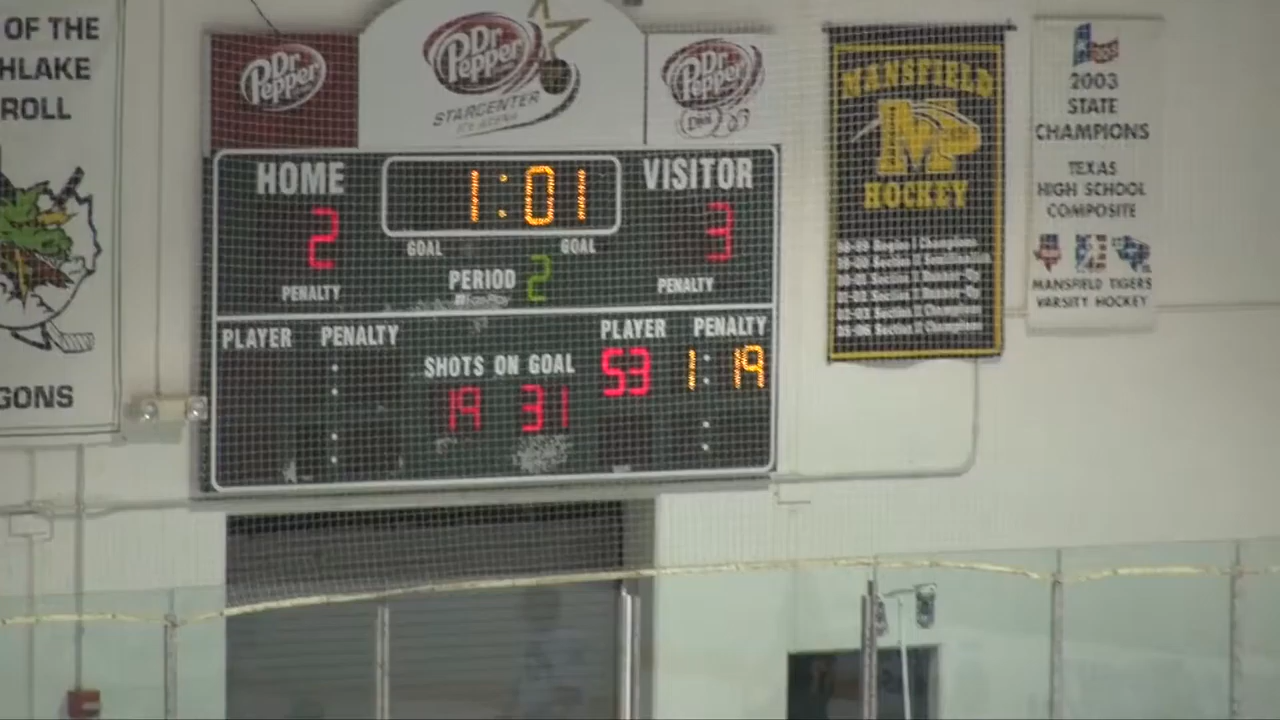 OF THE
HLAKE
ROLL
GONS
Dr Pepper
Dr Pepper
STARCENTER
ICE ARENA
Dr Pepper
HOME
1:01
VISITOR
2
3
GOAL
GOAL
PERIOD 2
PENALTY
PENALTY
PLAYER PENALTY
PLAYER PENALTY
SHOTS ON GOAL
53 1:19
19 31
MANSFIELD
M
HOCKEY
2003
STATE
CHAMPIONS
TEXAS
HIGH SCHOOL
COMPOSITE
MANSFIELD TIGERS
VARSITY HOCKEY